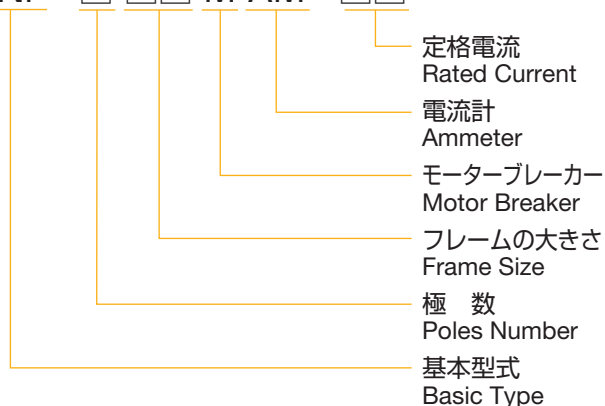 定格電流
Rated Current
電流計
Ammeter
モーターブレーカー
Motor Breaker
フレームの大きさ
Frame Size
極　数
Poles Number
基本型式
Basic Type